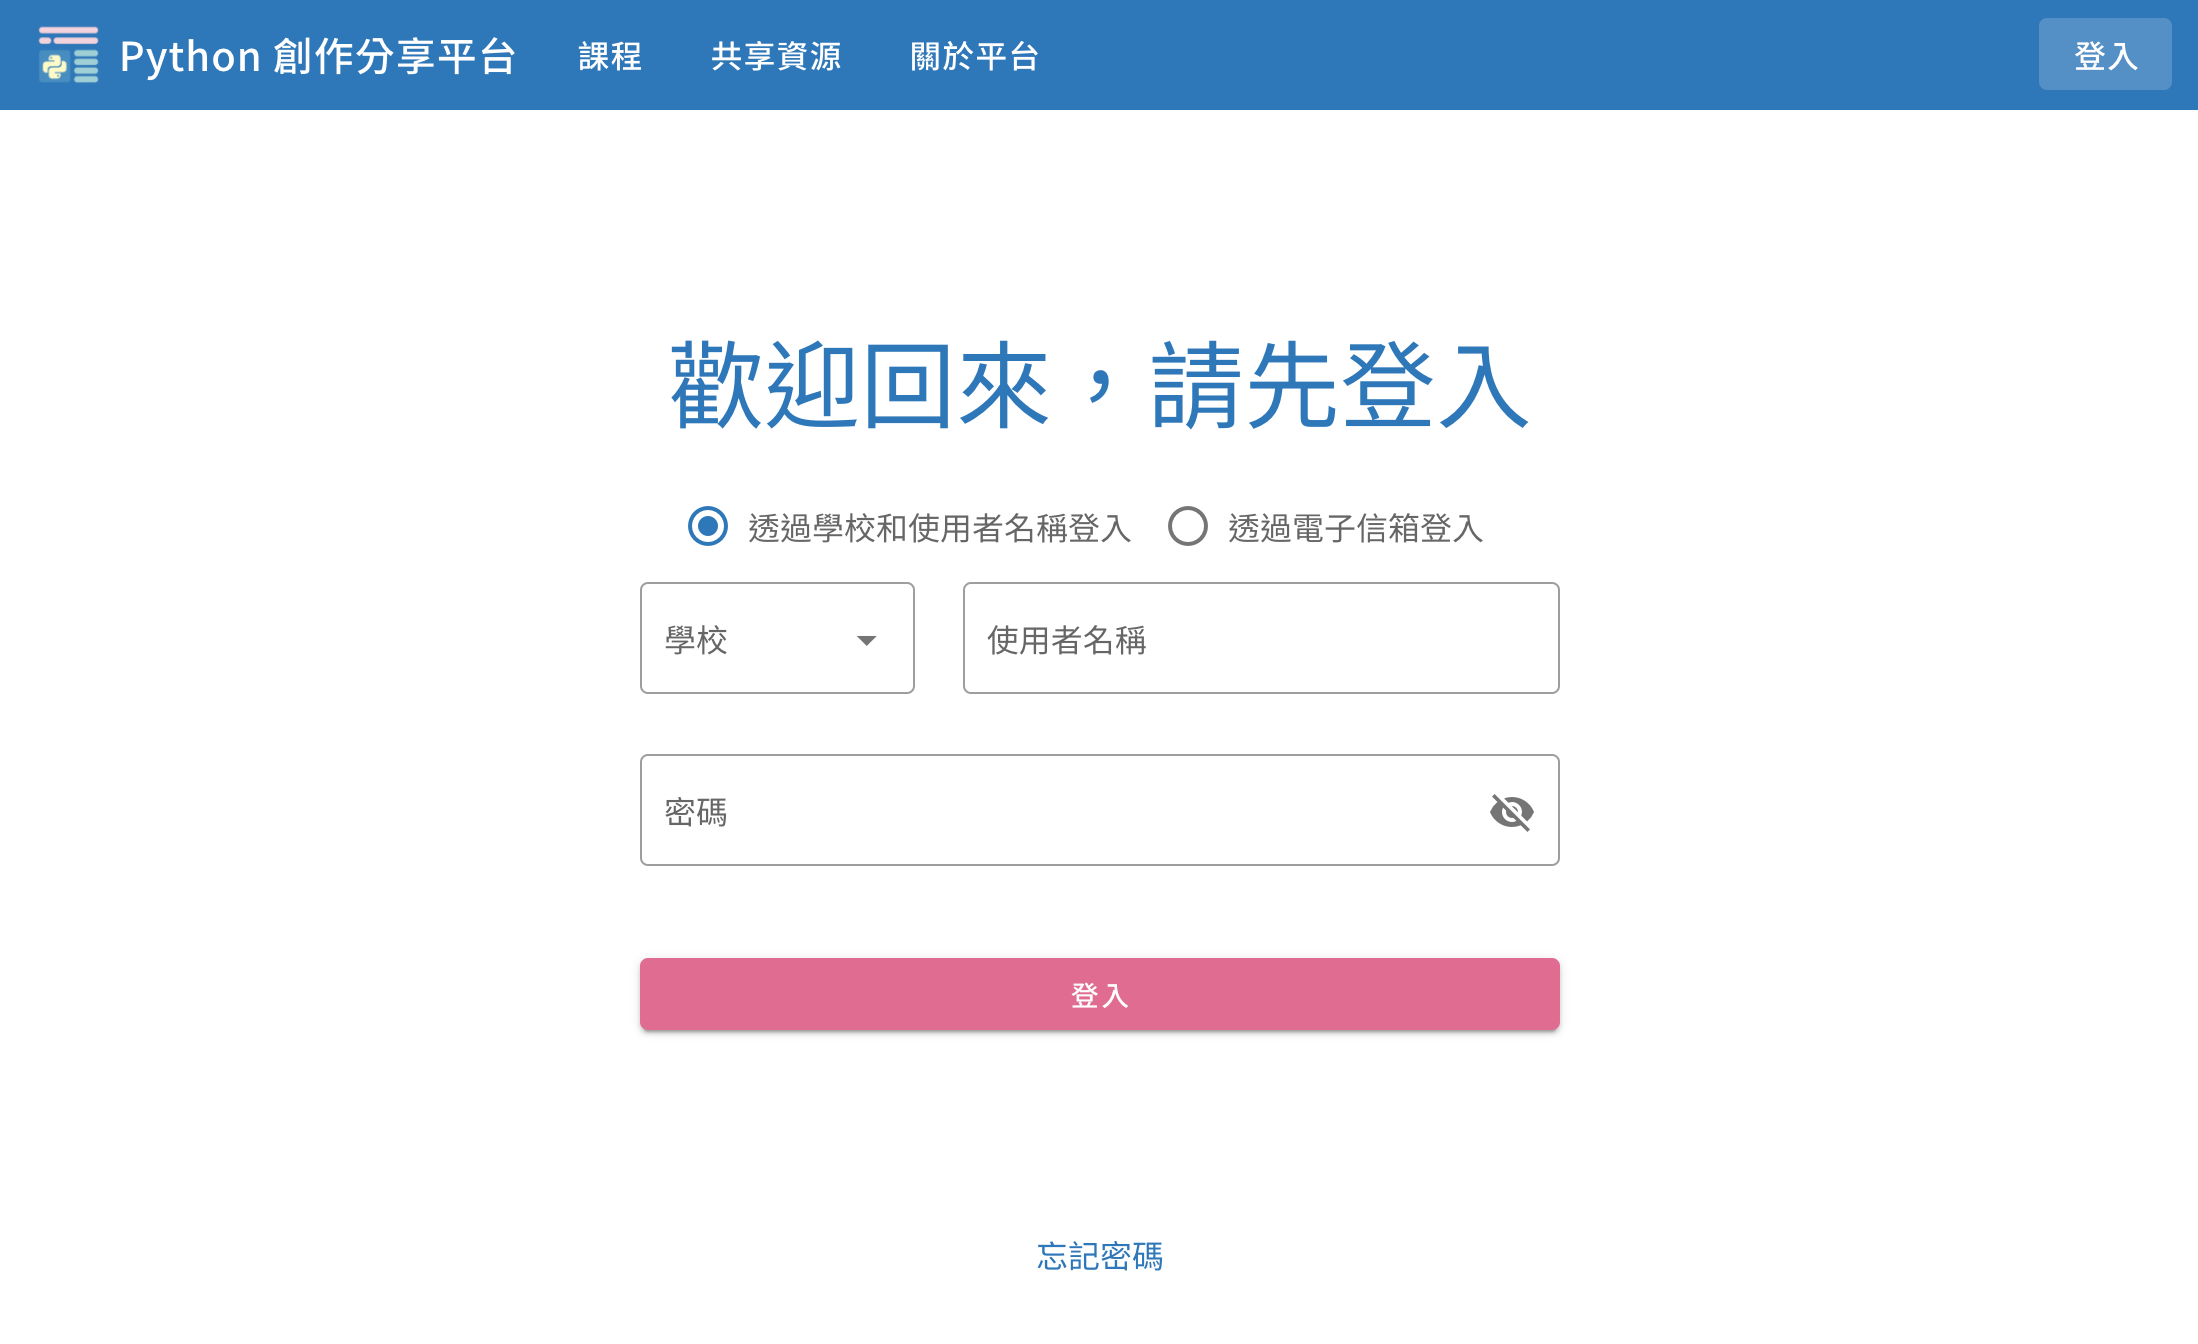 Python 創作分享平台 課程 共享資源 關於平台 登入
歡迎回來，請先登入
透過學校和使用者名稱登入 透過電子信箱登入
學校 使用者名稱
密碼
登入
忘記密碼